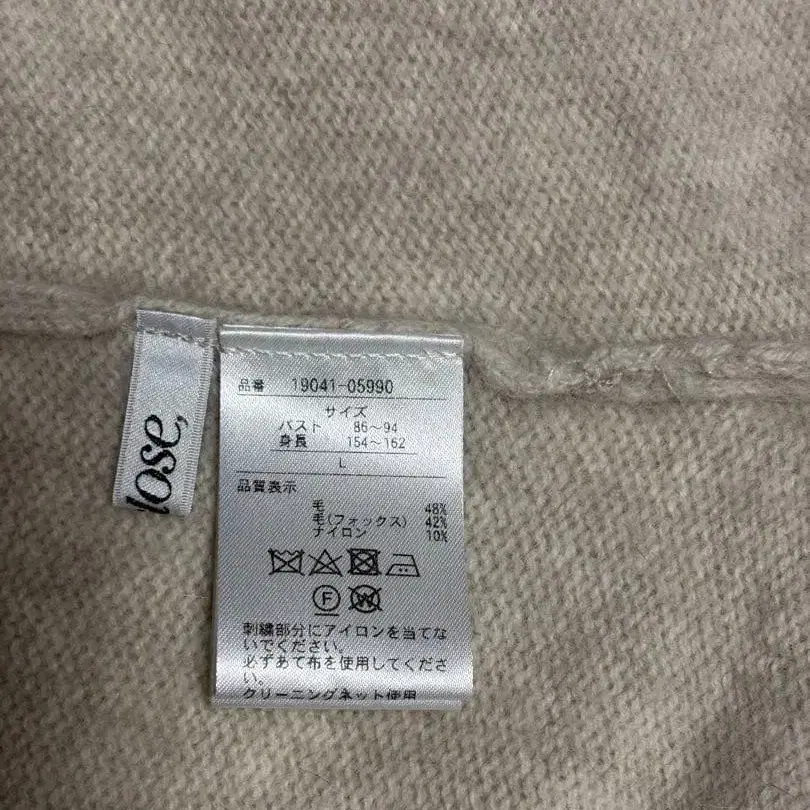 lose,
品番 19041-05990
サイズ
バスト 86～94
身長 154～162
L
品質表示
毛 48%
毛(フォックス) 42%
ナイロン 10%
F W
刺繍部分にアイロンを当てな
いでください。
必ずあて布を使用してくださ
い。
クリーニングネット使用